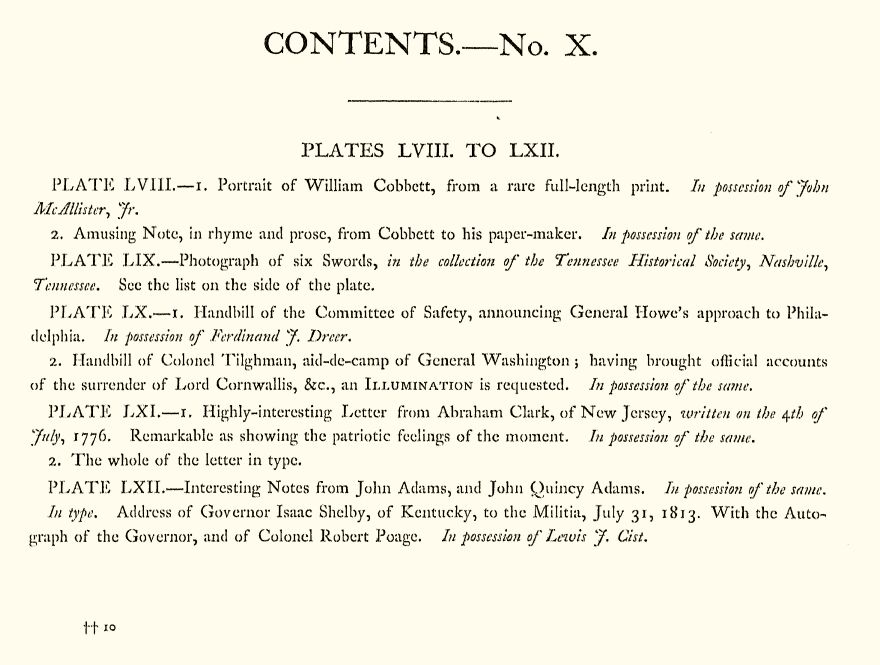 CONTENTS.—No. X.
PLATES LVIII. TO LXII.
PLATE LVIII.—1. Portrait of William Cobbett, from a rare full-length print. In possession of John
McAllister, Jr.
2. Amusing Note, in rhyme and prose, from Cobbett to his paper-maker. In possession of the same.
PLATE LIX.—Photograph of six Swords, in the collection of the Tennessee Historical Society, Nashville,
Tennessee. See the list on the side of the plate.
PLATE LX.—1. Handbill of the Committee of Safety, announcing General Howe's approach to Phila-
delphia. In possession of Ferdinand J. Dreer.
2. Handbill of Colonel Tilghman, aid-de-camp of General Washington; having brought official accounts
of the surrender of Lord Cornwallis, &c., an ILLUMINATION is requested. In possession of the same.
PLATE LXI.—1. Highly-interesting Letter from Abraham Clark, of New Jersey, written on the 4th of
July, 1776. Remarkable as showing the patriotic feelings of the moment. In possession of the same.
2. The whole of the letter in type.
PLATE LXII.—Interesting Notes from John Adams, and John Quincy Adams. In possession of the same.
In type. Address of Governor Isaac Shelby, of Kentucky, to the Militia, July 31, 1813. With the Auto-
graph of the Governor, and of Colonel Robert Poage. In possession of Lewis J. Cist.
†† 10